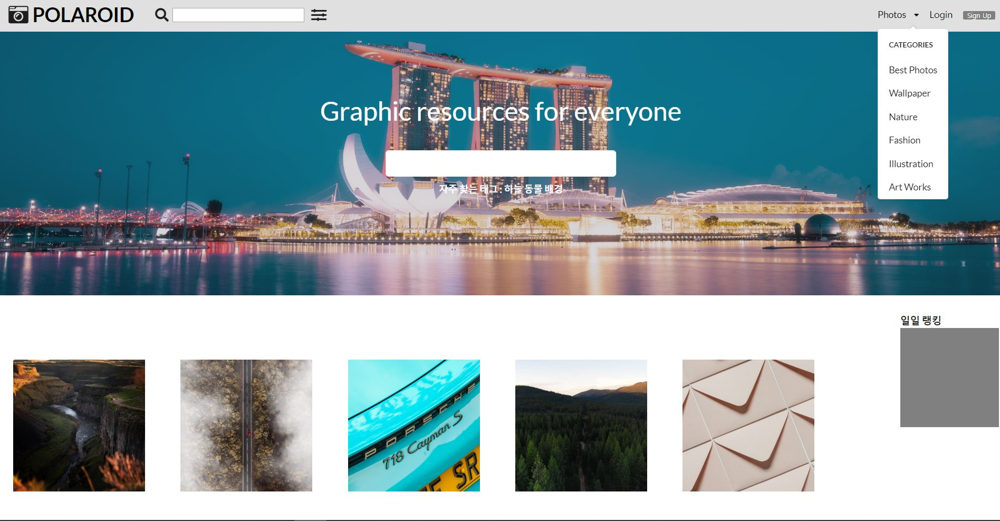 POLAROID
Photos
Login
Sign Up
CATEGORIES
Best Photos
Wallpaper
Nature
Fashion
Illustration
Art Works
Graphic resources for everyone
자주 찾는 태그 : 하늘 동물 배경
일일 랭킹
PORSCHE
718 Cayman S
SR